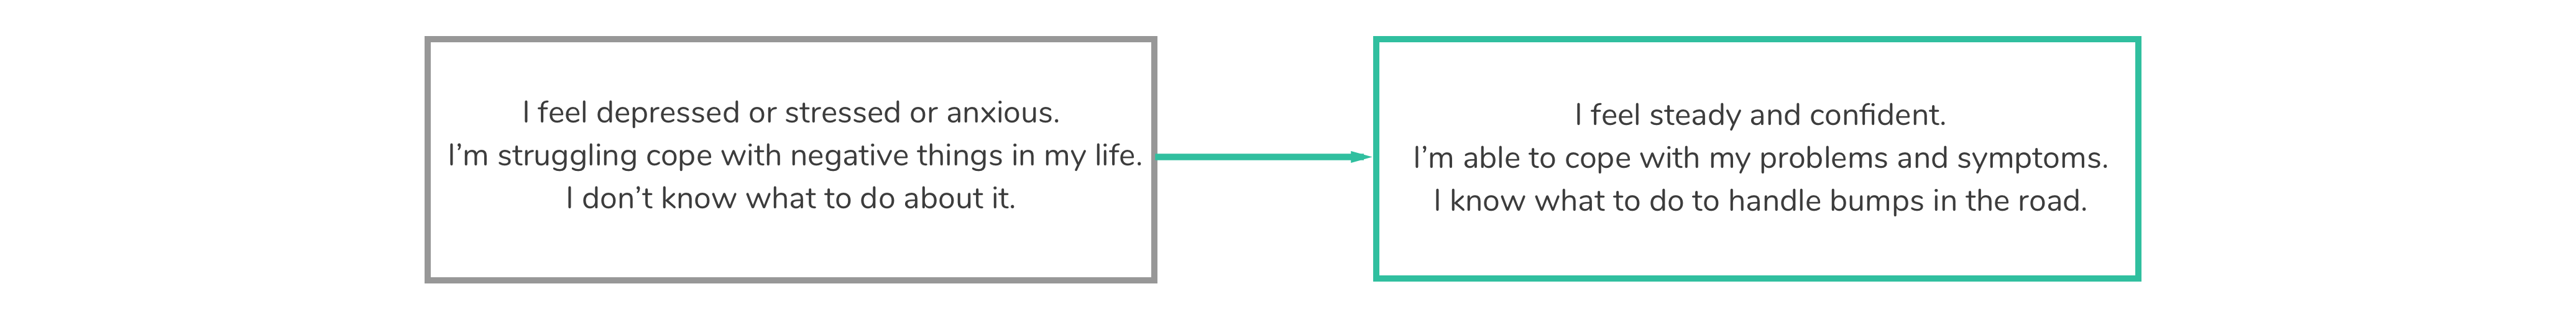 I feel depressed or stressed or anxious.
I’m struggling cope with negative things in my life.
I don’t know what to do about it.
I feel steady and confident.
I’m able to cope with my problems and symptoms.
I know what to do to handle bumps in the road.